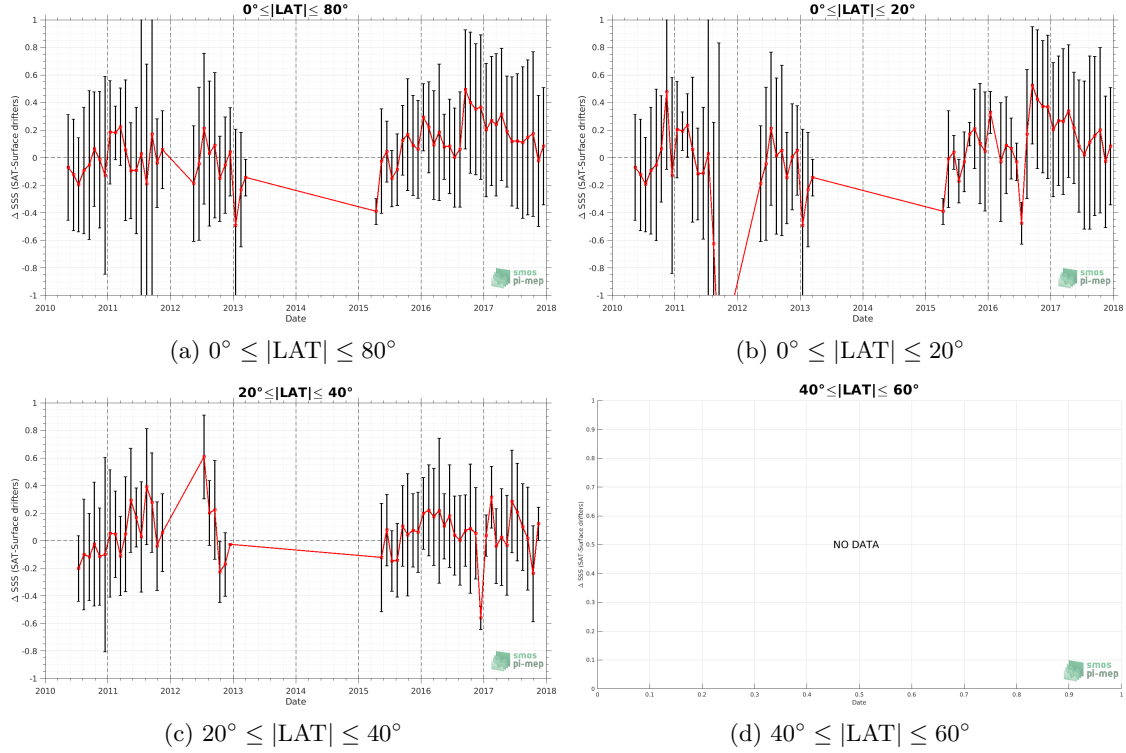 0°≤|LAT|≤ 80°
Δ SSS (SAT-Surface drifters)
1
0.8
0.6
0.4
0.2
0
-0.2
-0.4
-0.6
-0.8
-1
2010 2011 2012 2013 2014 2015 2016 2017 2018
Date
smos
pi-mep
(a) 0° ≤ |LAT| ≤ 80°
0°≤|LAT|≤ 20°
Δ SSS (SAT-Surface drifters)
1
0.8
0.6
0.4
0.2
0
-0.2
-0.4
-0.6
-0.8
-1
2010 2011 2012 2013 2014 2015 2016 2017 2018
Date
smos
pi-mep
(b) 0° ≤ |LAT| ≤ 20°
20°≤|LAT|≤ 40°
Δ SSS (SAT-Surface drifters)
1
0.8
0.6
0.4
0.2
0
-0.2
-0.4
-0.6
-0.8
-1
2010 2011 2012 2013 2014 2015 2016 2017 2018
Date
smos
pi-mep
(c) 20° ≤ |LAT| ≤ 40°
40°≤|LAT|≤ 60°
Δ SSS (SAT-Surface drifters)
1
0.9
0.8
0.7
0.6
0.5
0.4
0.3
0.2
0.1
0
NO DATA
0 0.1 0.2 0.3 0.4 0.5 0.6 0.7 0.8 0.9 1
Date
smos
pi-mep
(d) 40° ≤ |LAT| ≤ 60°